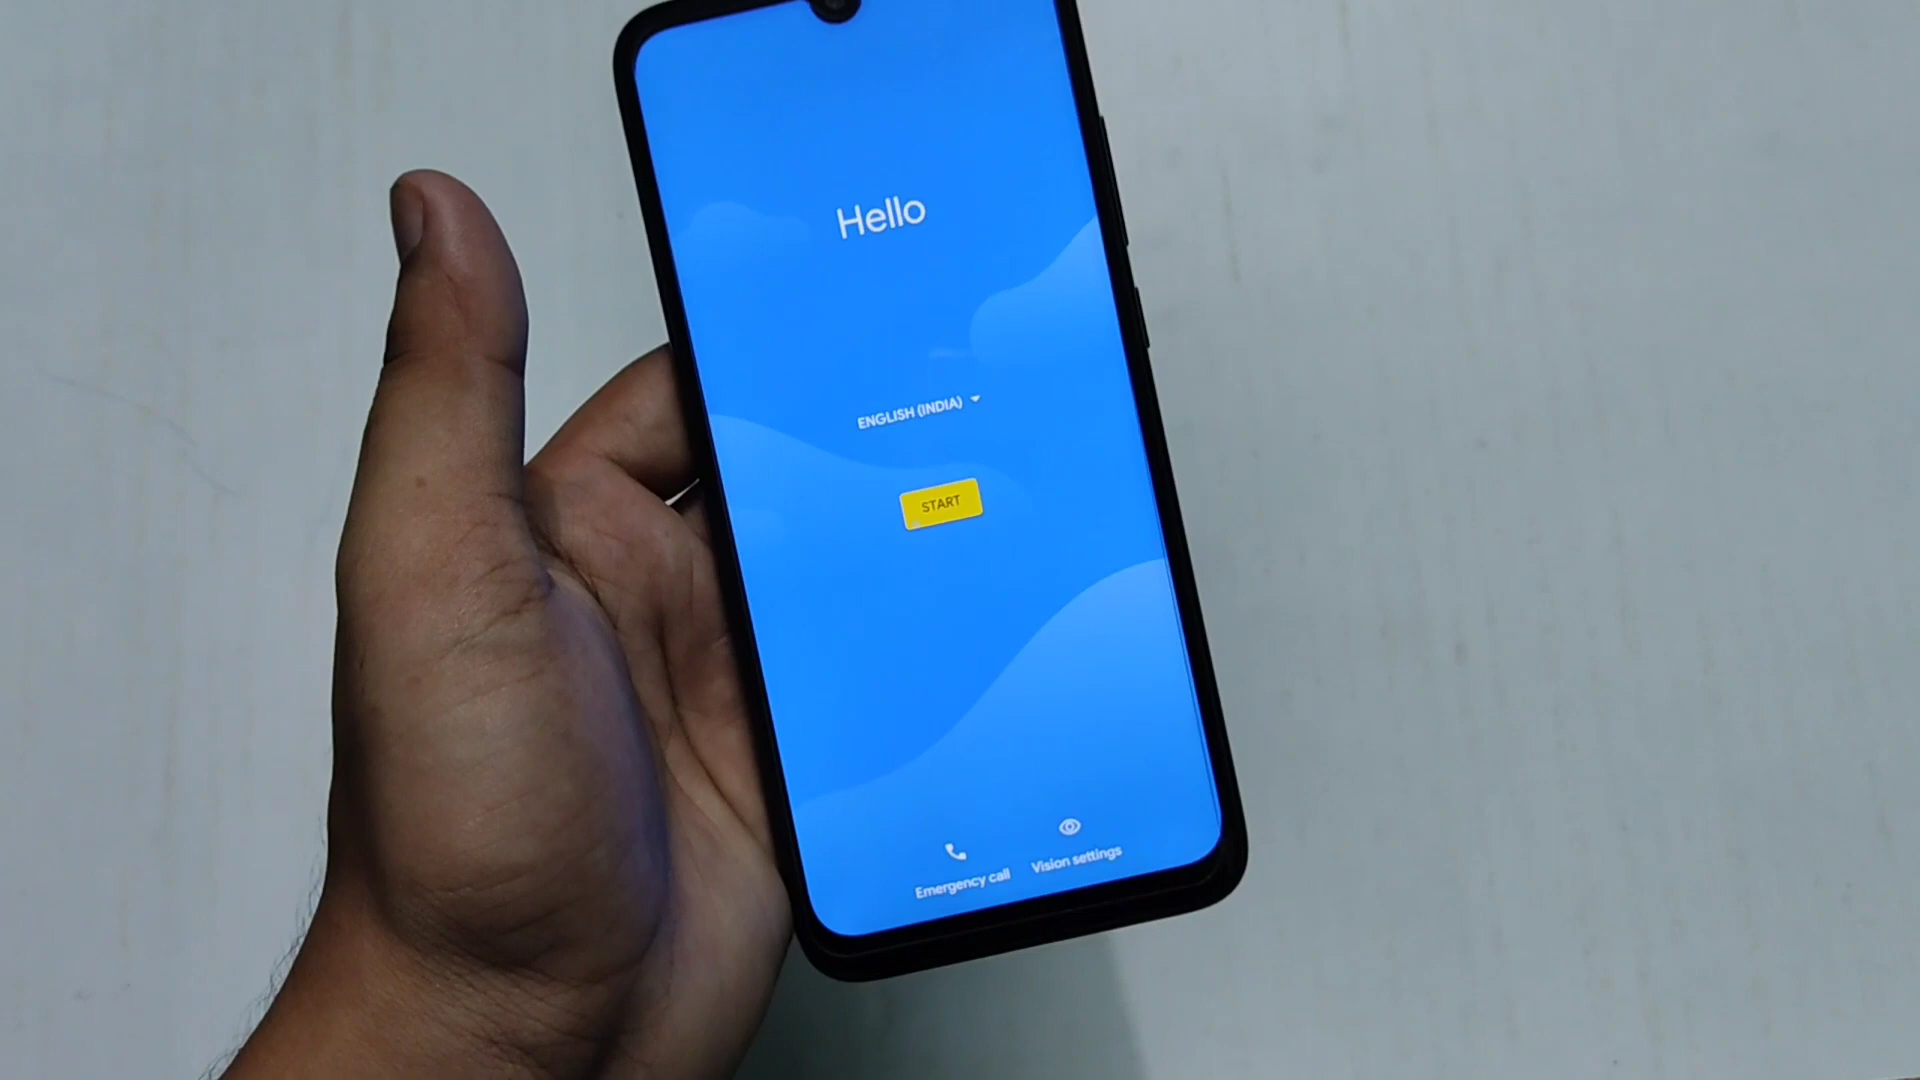 Hello
ENGLISH (INDIA)
START
Emergency call
Vision settings